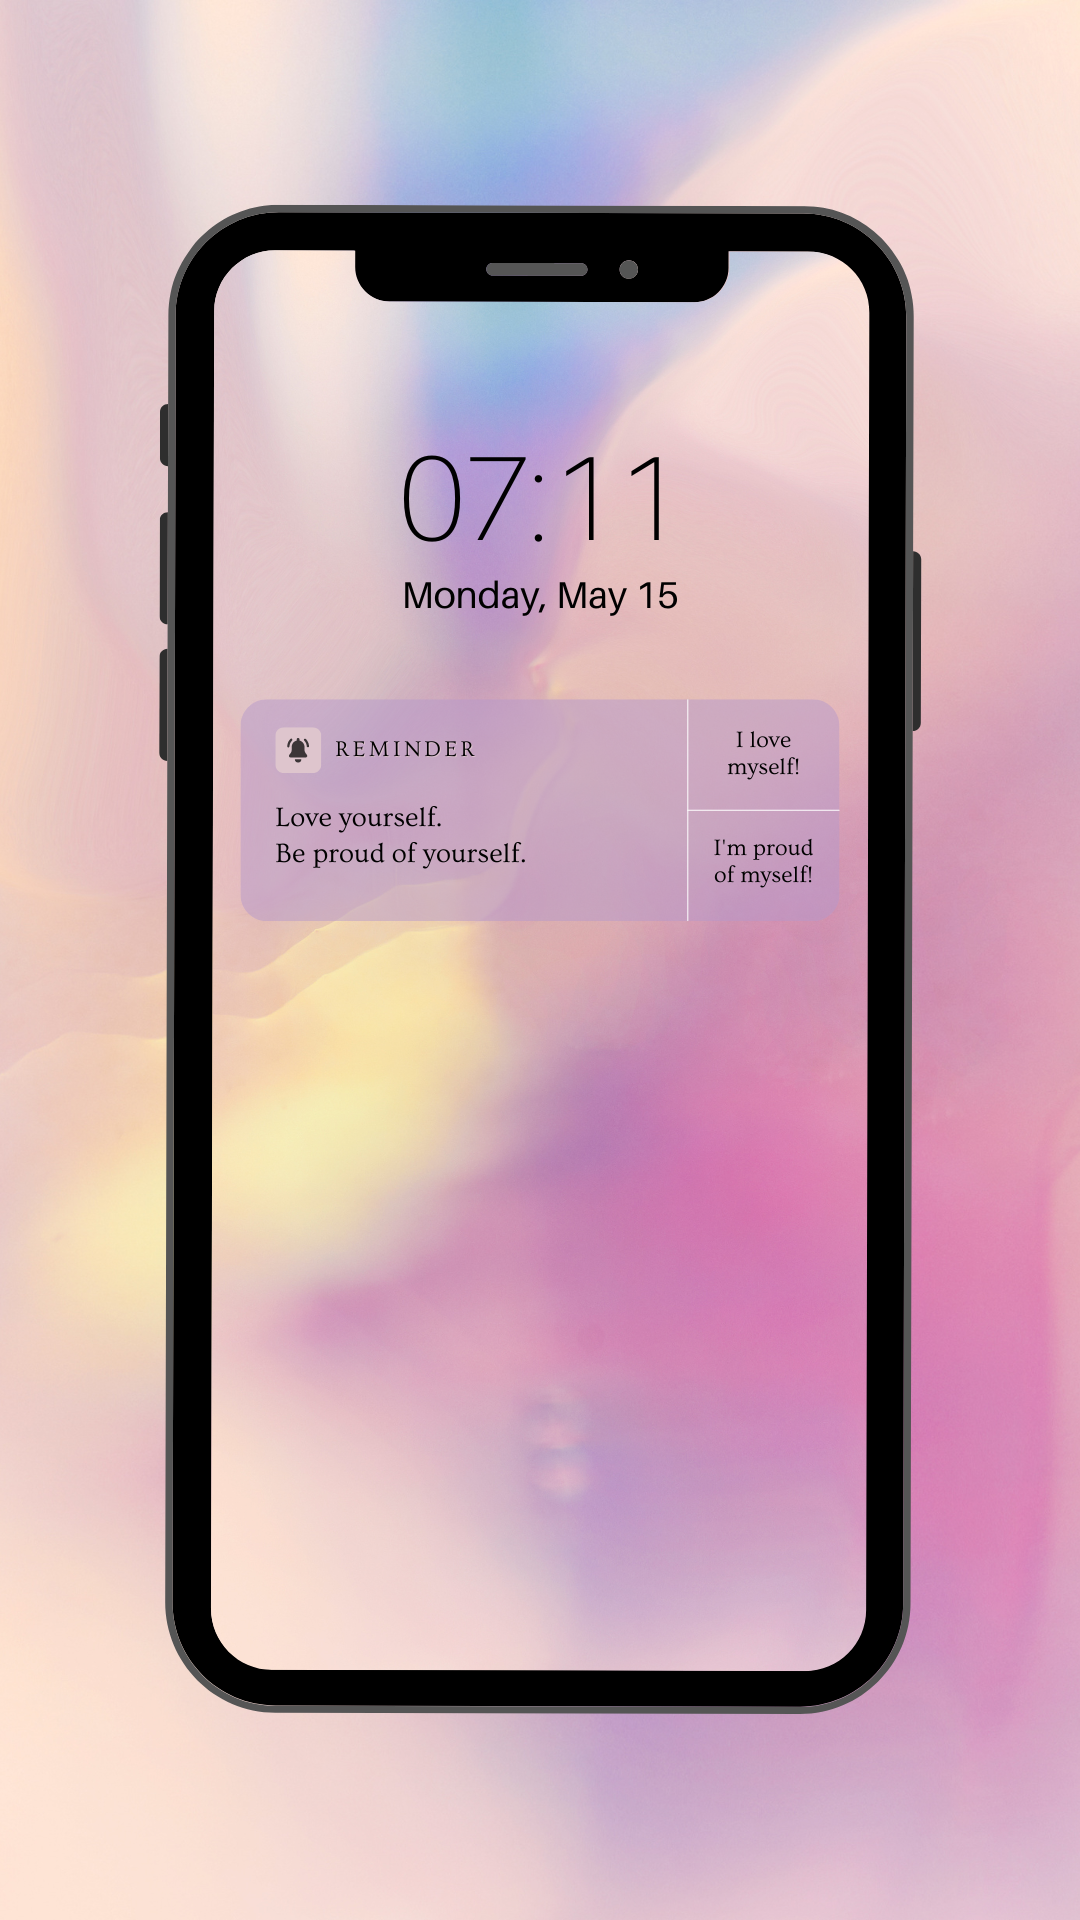 07:11
Monday, May 15
REMINDER
Love yourself.
Be proud of yourself.
I love
myself!
I'm proud
of myself!